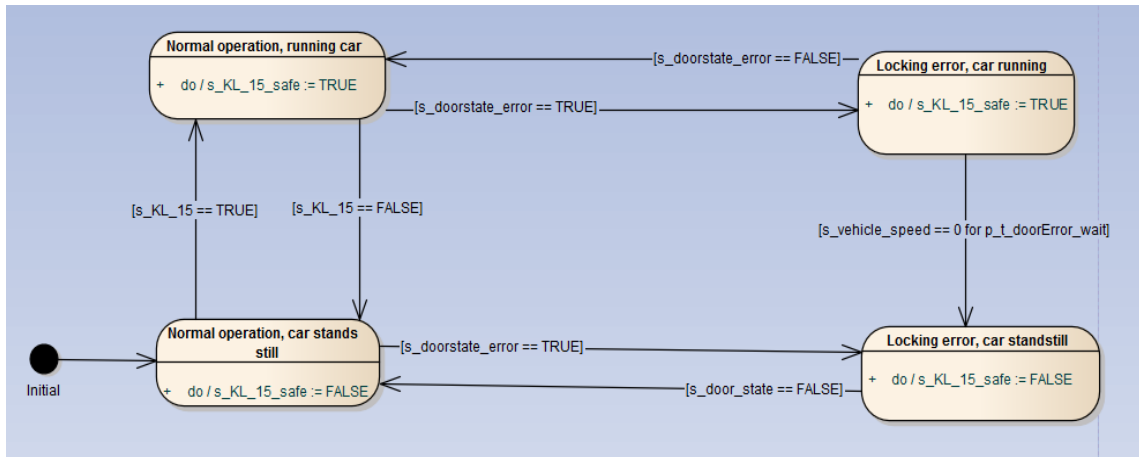 Normal operation, running car
+ do / s_KL_15_safe := TRUE
[s_doorstate_error == FALSE]
Locking error, car running
+ do / s_KL_15_safe := TRUE
[s_doorstate_error == TRUE]
[s_KL_15 == TRUE]
[s_KL_15 == FALSE]
[s_vehicle_speed == 0 for p_t_doorError_wait]
Initial
Normal operation, car stands
still
+ do / s_KL_15_safe := FALSE
[s_doorstate_error == TRUE]
[s_door_state == FALSE]
Locking error, car standstill
+ do / s_KL_15_safe := FALSE